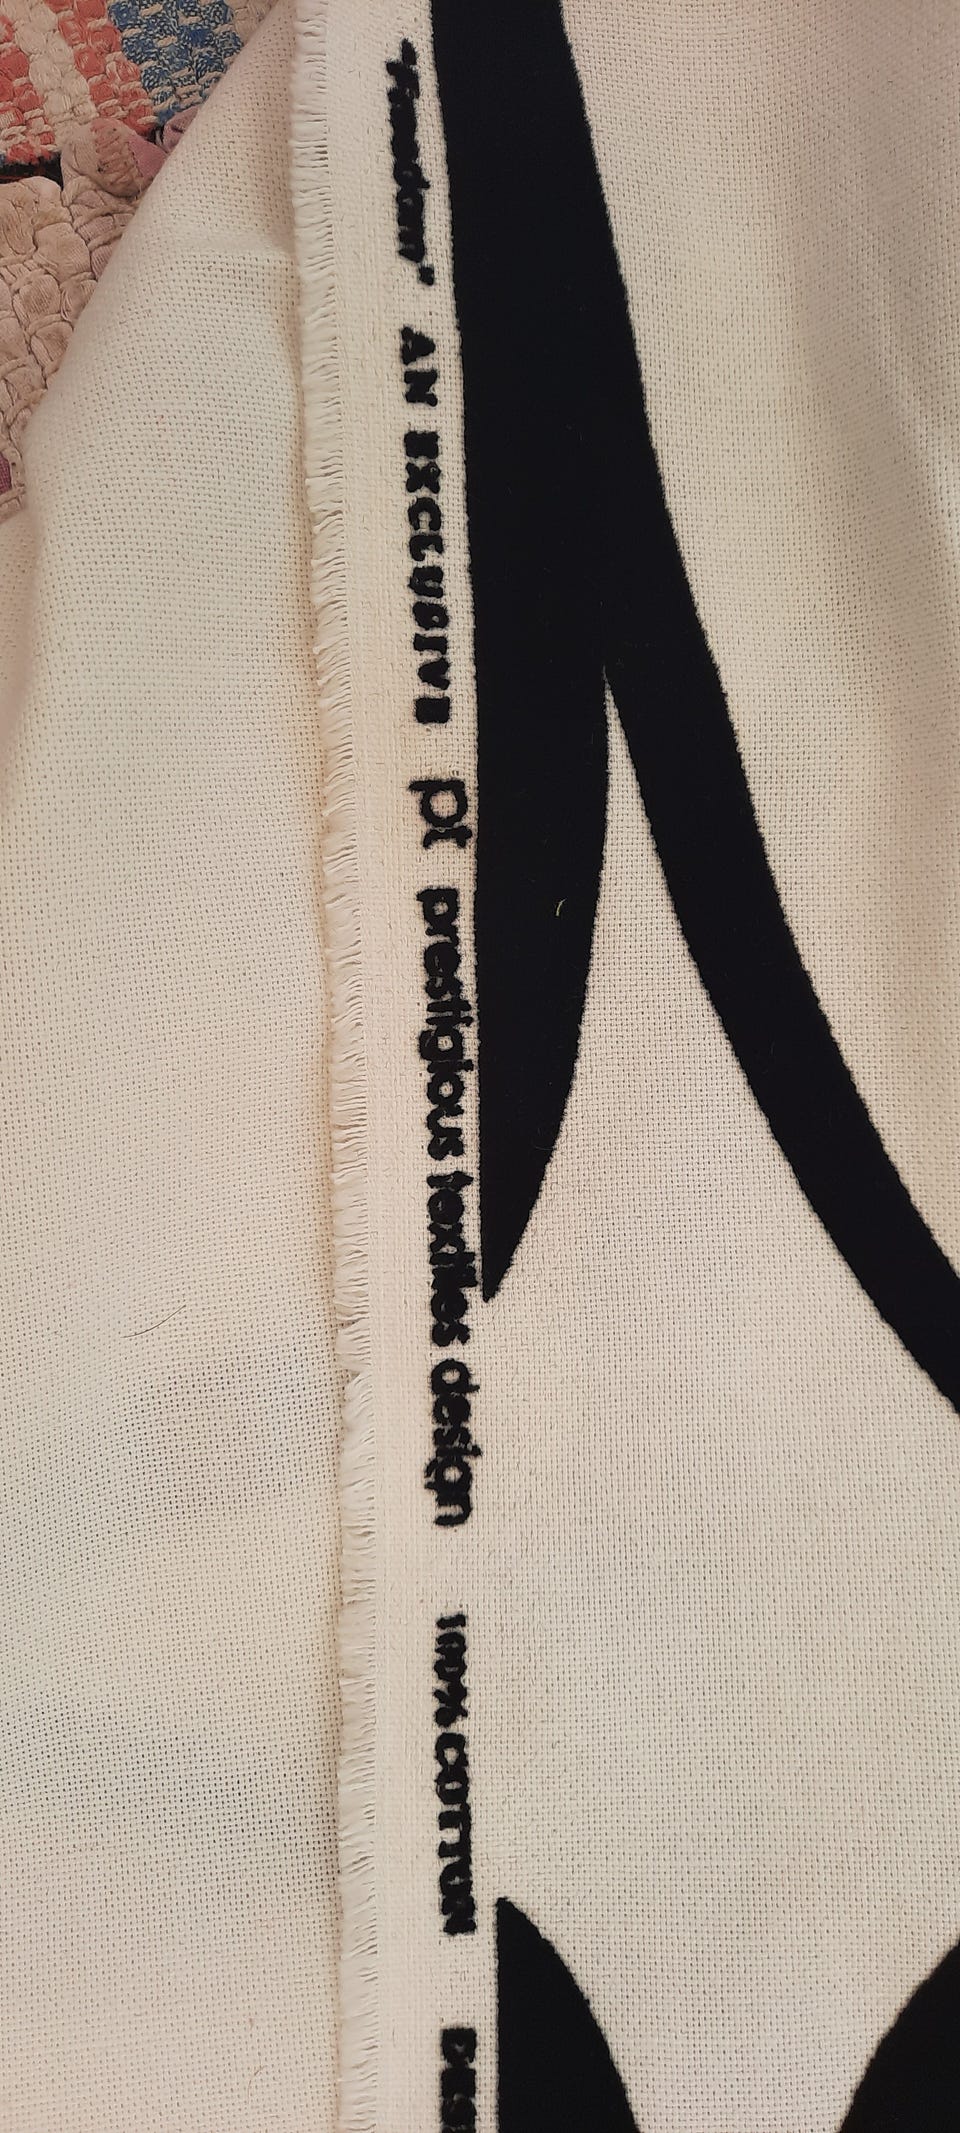 "Freedom" AN EXCLUSIVE pt prestigious textiles design 100% COTTON